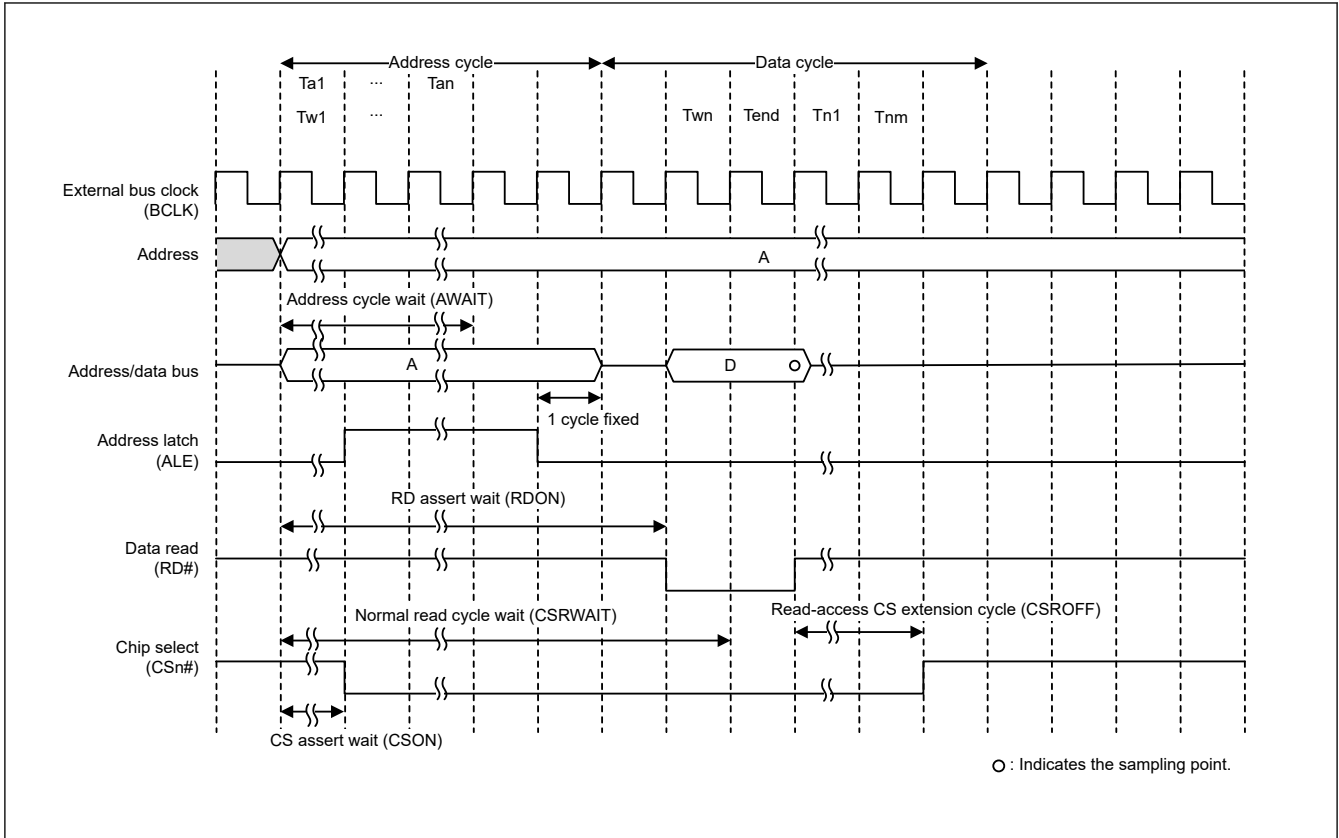 Address cycle Data cycle
Ta1 ... Tan
Tw1 ... Twn Tend Tn1 Tnm
External bus clock
(BCLK)
Address
A
Address cycle wait (AWAIT)
Address/data bus
A D
1 cycle fixed
Address latch
(ALE)
RD assert wait (RDON)
Data read
(RD#)
Normal read cycle wait (CSRWAIT)
Read-access CS extension cycle (CSROFF)
Chip select
(CSn#)
CS assert wait (CSON)
: Indicates the sampling point.